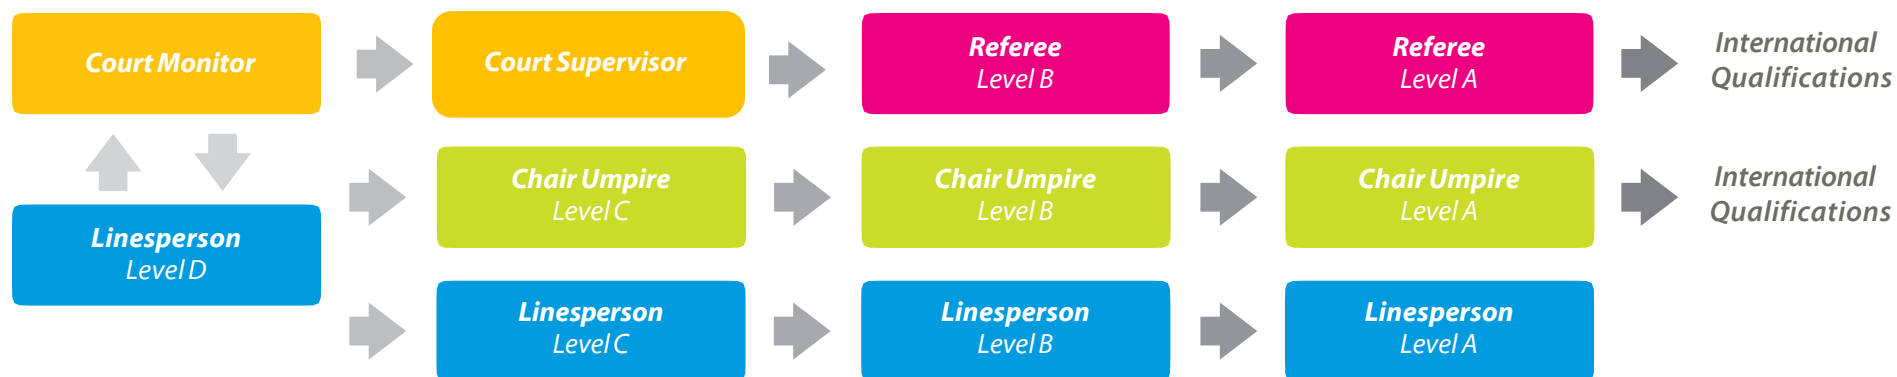 Court Monitor
Court Supervisor
Referee
Level B
Referee
Level A
International
Qualifications
Linesperson
Level D
Chair Umpire
Level C
Chair Umpire
Level B
Chair Umpire
Level A
International
Qualifications
Linesperson
Level C
Linesperson
Level B
Linesperson
Level A